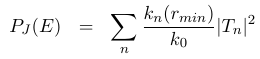 $P_J(E) = \sum_n \frac{k_n(r_{min})}{k_0} |T_n|^2$